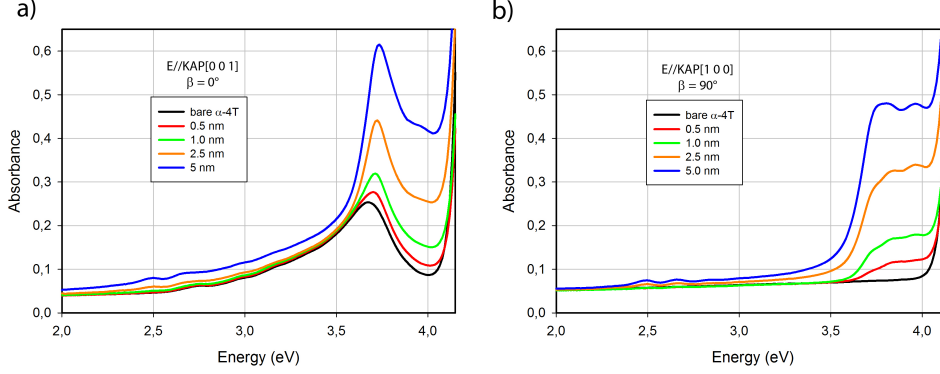 a)
E//KAP[0 0 1]
β = 0°
bare α-4T
0.5 nm
1.0 nm
2.5 nm
5 nm
Absorbance
0,6
0,5
0,4
0,3
0,2
0,1
0,0
2,0 2,5 3,0 3,5 4,0
Energy (eV)
b)
E//KAP[1 0 0]
β = 90°
bare α-4T
0.5 nm
1.0 nm
2.5 nm
5.0 nm
Absorbance
0,6
0,5
0,4
0,3
0,2
0,1
0,0
2,0 2,5 3,0 3,5 4,0
Energy (eV)